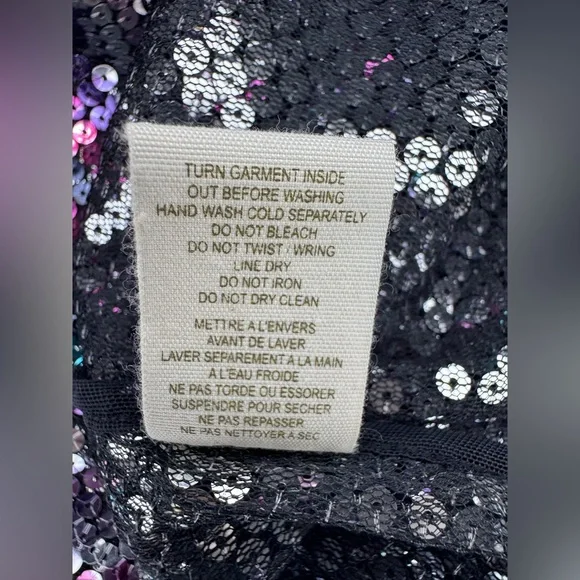 TURN GARMENT INSIDE
OUT BEFORE WASHING
HAND WASH COLD SEPARATELY
DO NOT BLEACH
DO NOT TWIST / WRING
LINE DRY
DO NOT IRON
DO NOT DRY CLEAN
METTRE A L'ENVERS
AVANT DE LAVER
LAVER SEPAREMENT A LA MAIN
A L'EAU FROIDE
NE PAS TORDE OU ESSORER
SUSPENDRE POUR SECHER
NE PAS REPASSER
NE PAS NETTOYER A SEC